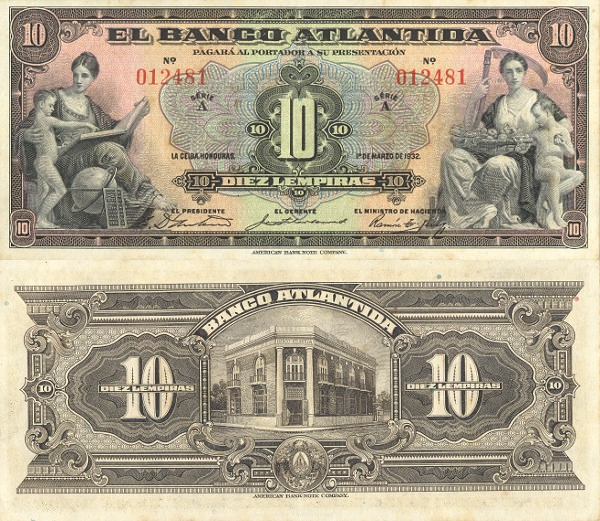 10 EL BANCO ATLANTIDA 10
PAGARÁ AL PORTADOR A SU PRESENTACIÓN
Nº Nº
012481 012481
SÉRIE A SÉRIE A
10 10 10
LA CEIBA, HONDURAS, 1º DE MARZO DE 1932.
10 DIEZ LEMPIRAS 10
10
EL PRESIDENTE EL GERENTE EL MINISTRO DE HACIENDA
10 10
AMERICAN BANK NOTE COMPANY.
BANCO ATLANTIDA
10 10
10 DIEZ LEMPIRAS DIEZ LEMPIRAS 10
AMERICAN BANK NOTE COMPANY.